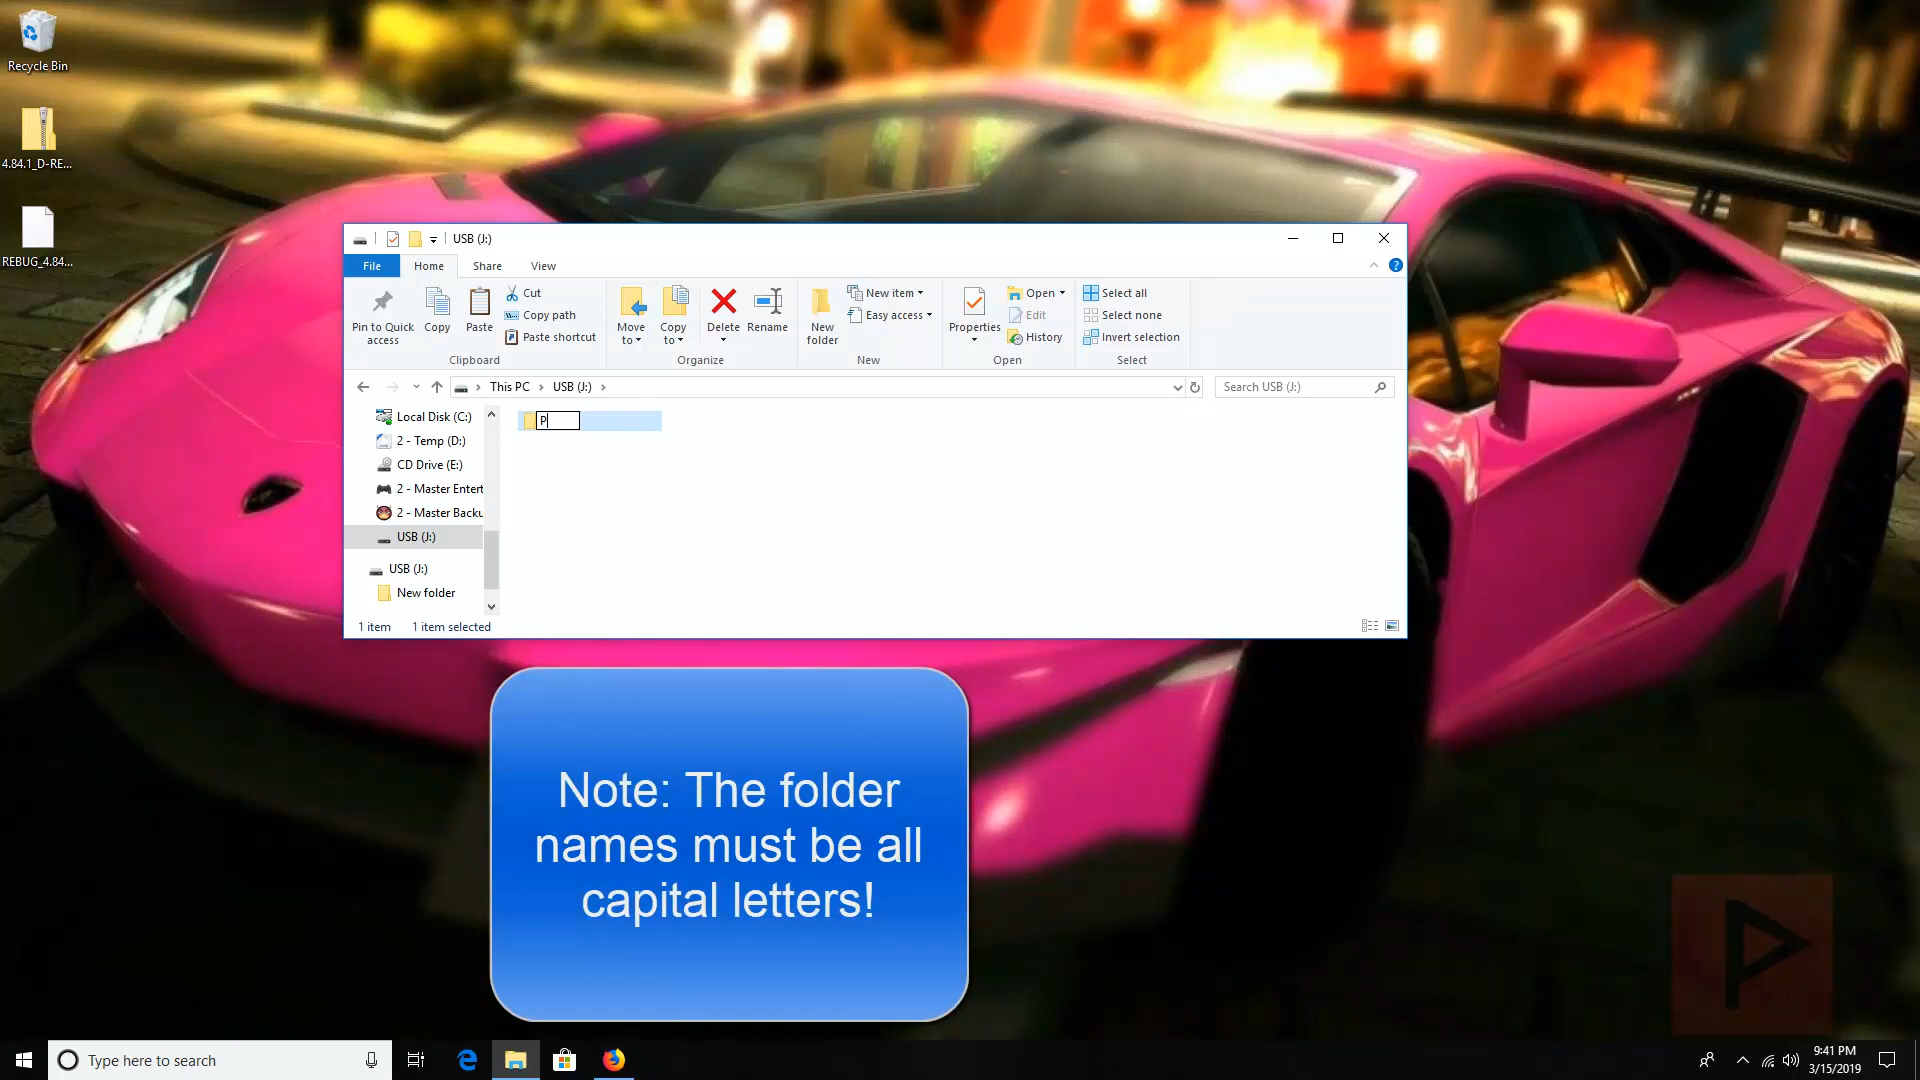 Recycle Bin
4.84.1_D-RE...
REBUG_4.84...
USB (J:)
File Home Share View
Pin to Quick access
Copy
Paste
Cut
Copy path
Paste shortcut
Clipboard
Move to
Copy to
Delete
Rename
Organize
New folder
New item
Easy access
New
Properties
Open
Edit
History
Open
Select all
Select none
Invert selection
Select
This PC USB (J:)
Search USB (J:)
Local Disk (C:)
2 - Temp (D:)
CD Drive (E:)
2 - Master Entert
2 - Master Backu
USB (J:)
USB (J:)
New folder
P
1 item 1 item selected
Note: The folder
names must be all
capital letters!
P
Type here to search
9:41 PM
3/15/2019